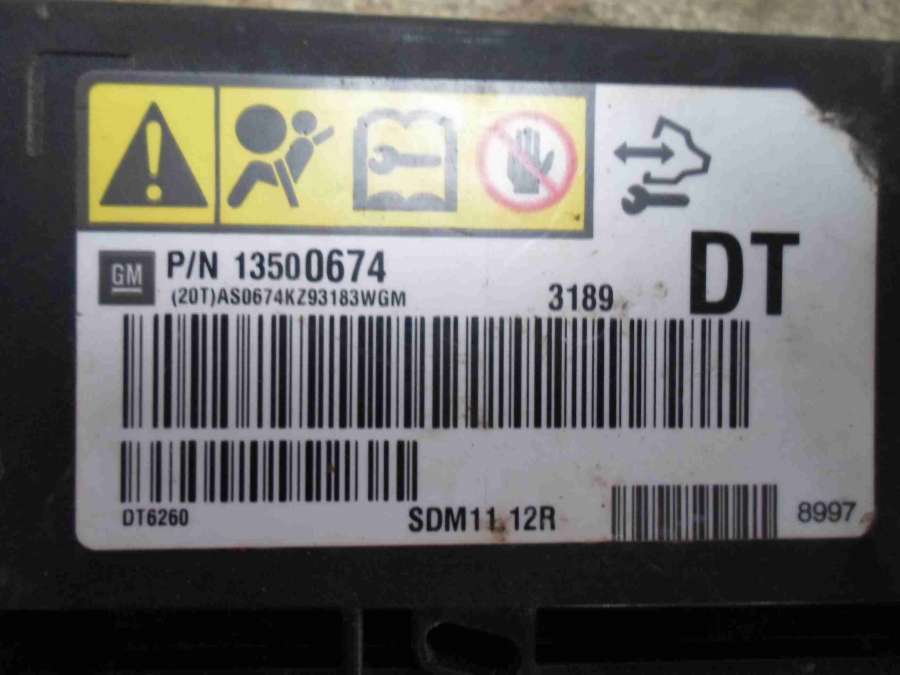 GM P/N 13500674
(20T)AS0674KZ93183WGM 3189 DT
DT6260 SDM11 12R 8997